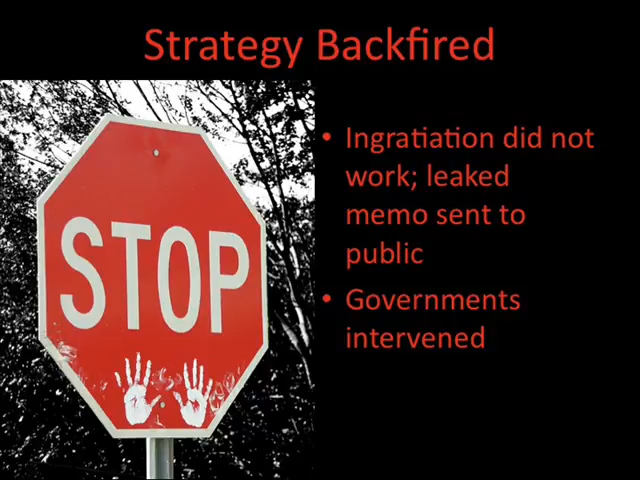 Strategy Backfired
STOP
• Ingratiation did not
work; leaked
memo sent to
public
• Governments
intervened